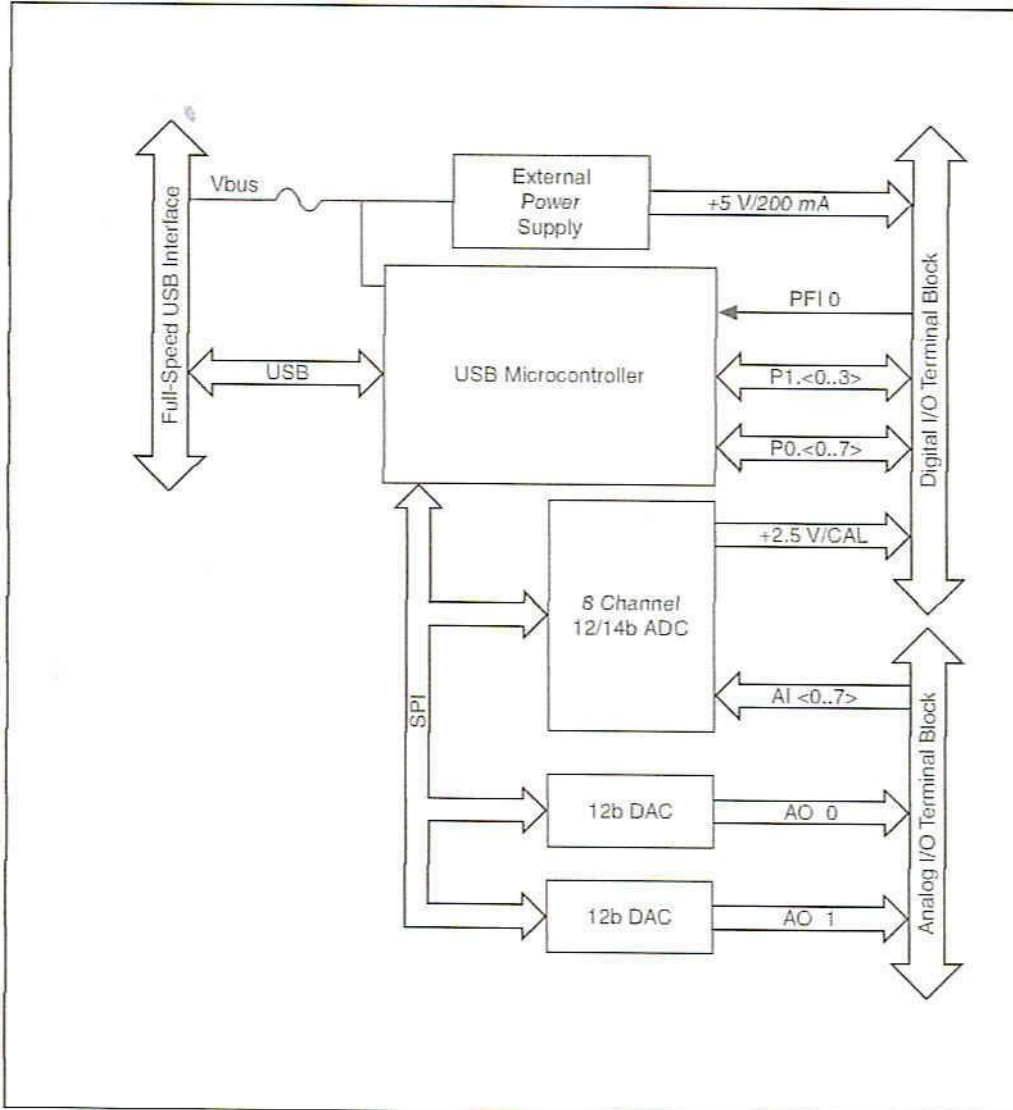 Full-Speed USB Interface
Vbus
External
Power
Supply
+5 V/200 mA
PFI 0
USB
USB Microcontroller
P1.<0..3>
P0.<0..7>
Digital I/O Terminal Block
+2.5 V/CAL
8 Channel
12/14b ADC
SPI
AI <0..7>
12b DAC
AO 0
12b DAC
AO 1
Analog I/O Terminal Block